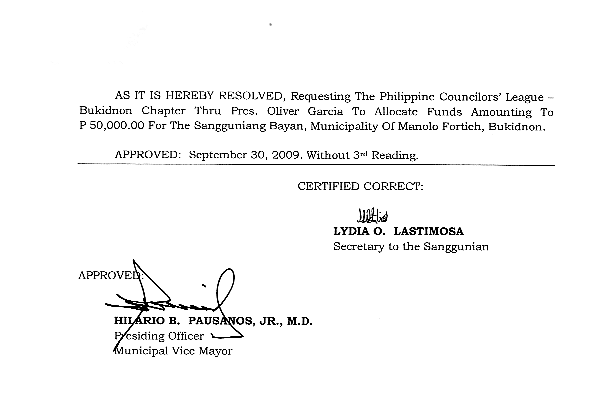 AS IT IS HEREBY RESOLVED, Requesting The Philippine Councilors' League –
Bukidnon Chapter Thru Pres. Oliver Garcia To Allocate Funds Amounting To
P 50,000.00 For The Sangguniang Bayan, Municipality Of Manolo Fortich, Bukidnon.
APPROVED: September 30, 2009. Without 3rd Reading.
CERTIFIED CORRECT:
LYDIA O. LASTIMOSA
Secretary to the Sanggunian
APPROVED:
HILARIO B. PAUSANOS, JR., M.D.
Presiding Officer
Municipal Vice Mayor